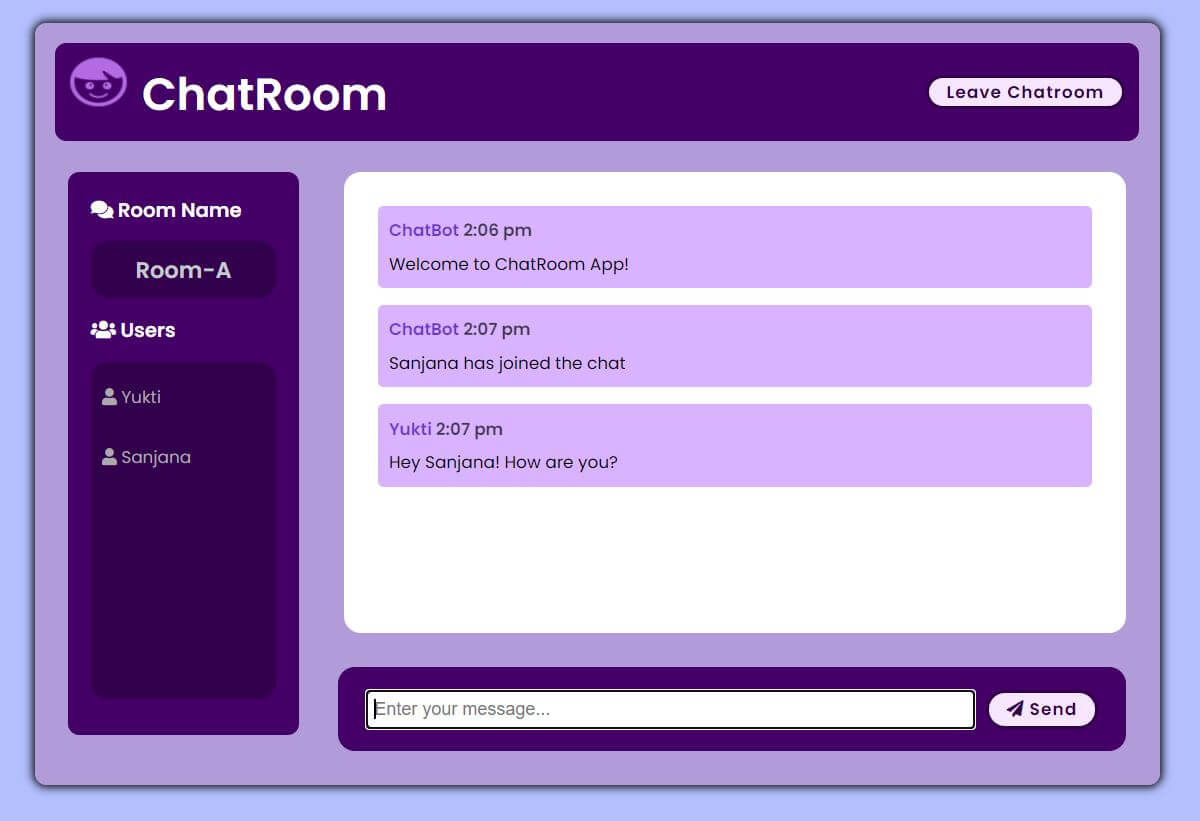 ChatRoom
Leave Chatroom
Room Name
Room-A
Users
Yukti
Sanjana
ChatBot 2:06 pm
Welcome to ChatRoom App!
ChatBot 2:07 pm
Sanjana has joined the chat
Yukti 2:07 pm
Hey Sanjana! How are you?
Enter your message...
Send